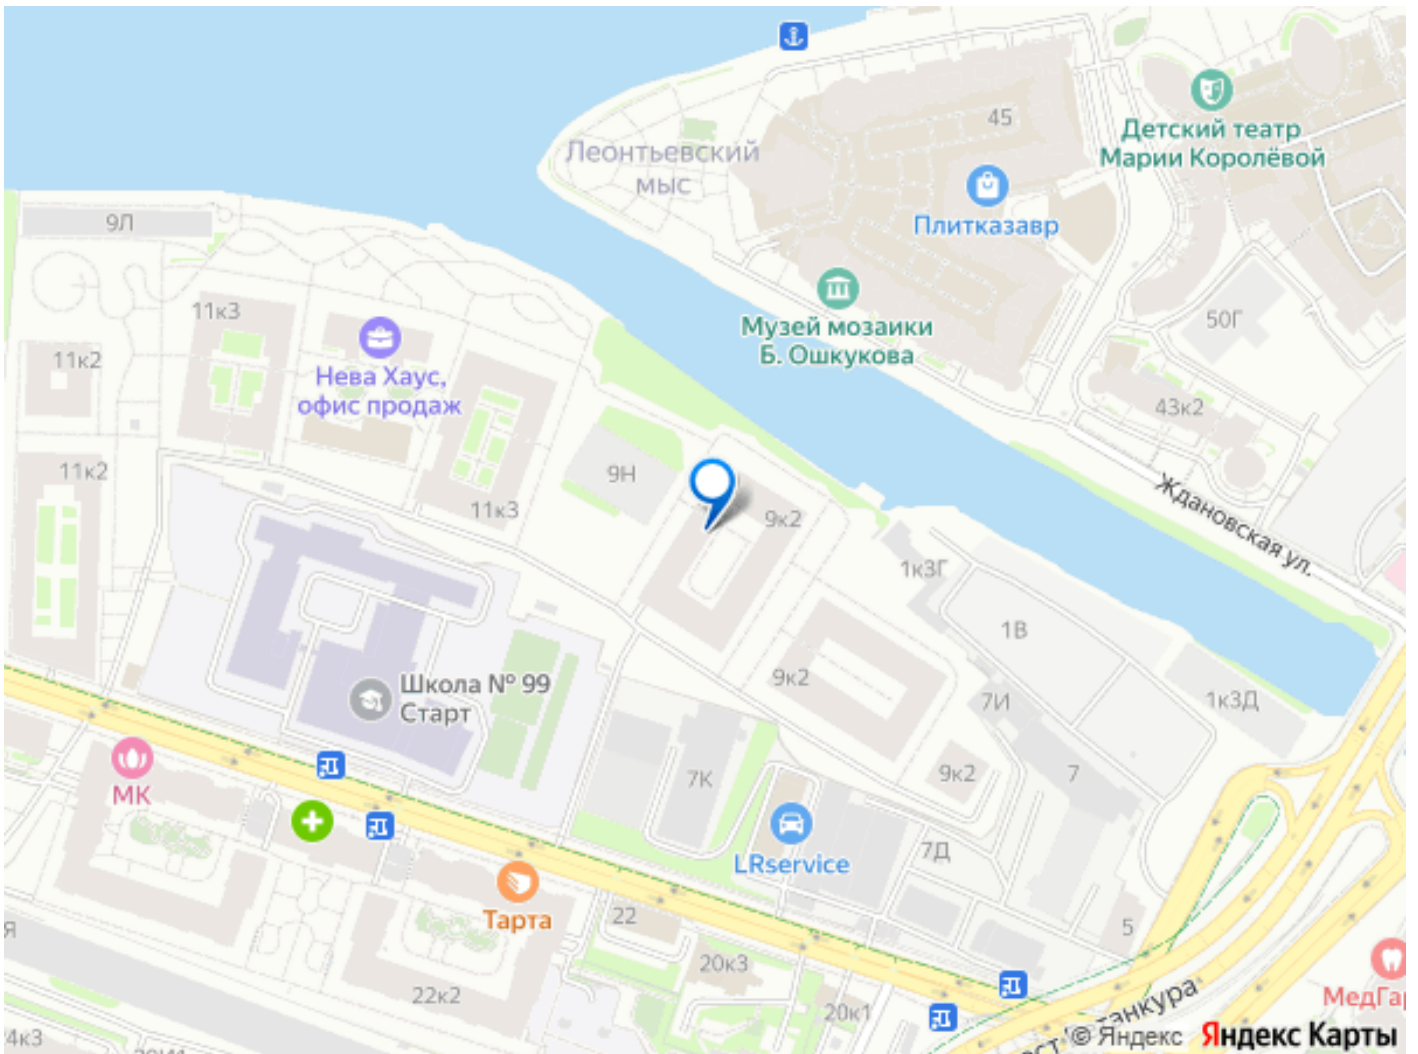 45
Детский театр
Марии Королёвой
Леонтьевский
мыс
Плитказавр
9Л
Музей мозаики
Б. Ошкукова
50Г
11к3
11к2
Нева Хаус,
офис продаж
43к2
11к2
9Н
11к3
9к2
Ждановская ул.
1к3Г
1В
Школа № 99
Старт
9к2
7И
1к3Д
МК
7К
9к2
7
LRservice
7Д
Тарта
22
5
Я
20к3
22к2
МедГар
20к1
4к3
© Яндекс
Яндекс Карты